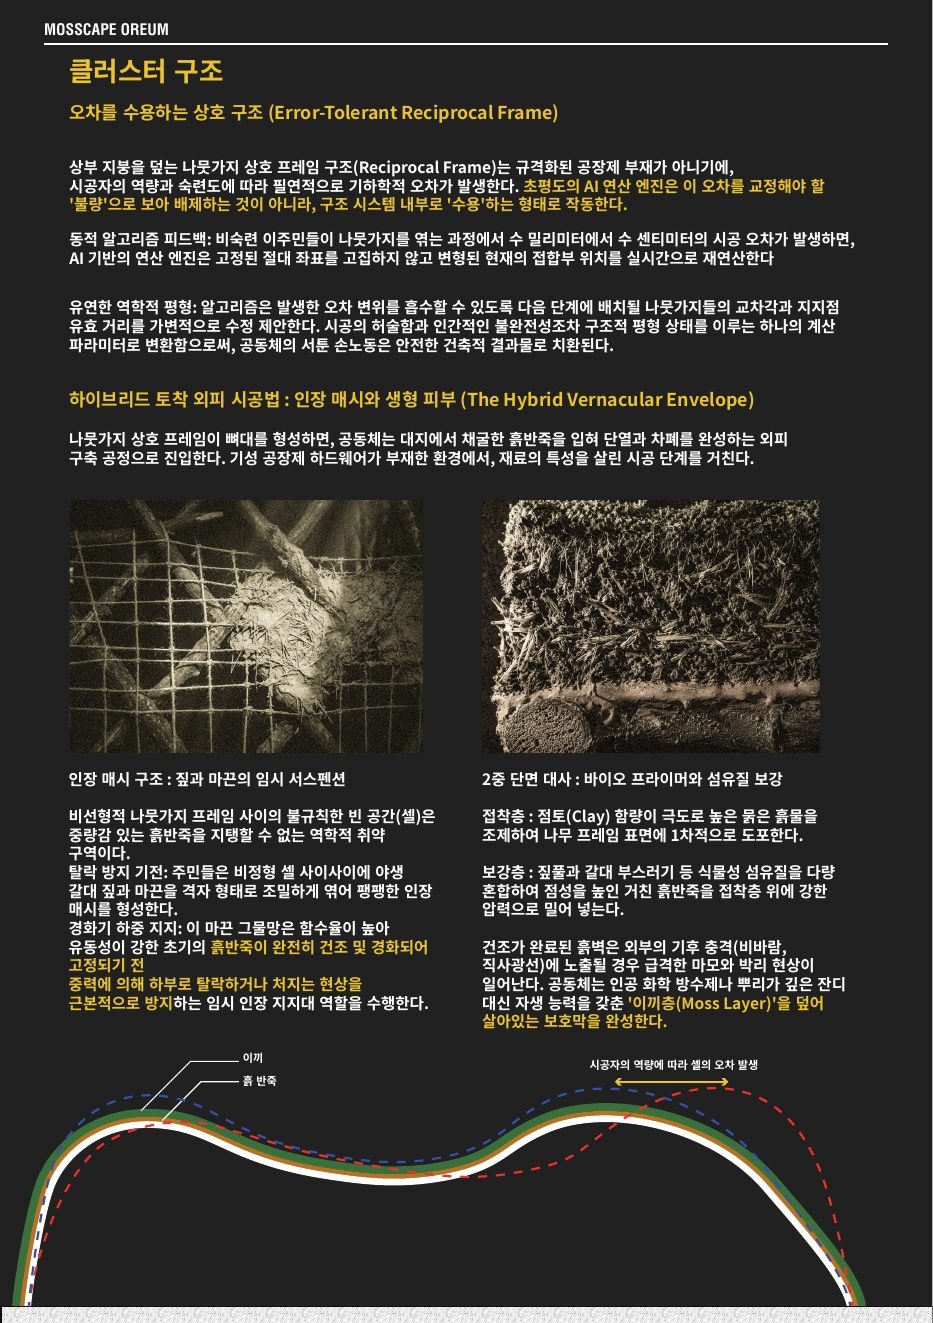 MOSSCAPE OREUM
클러스터 구조
오차를 수용하는 상호 구조 (Error-Tolerant Reciprocal Frame)
상부 지붕을 덮는 나뭇가지 상호 프레임 구조(Reciprocal Frame)는 규격화된 공장제 부재가 아니기에,
시공자의 역량과 숙련도에 따라 필연적으로 기하학적 오차가 발생한다. 초평도의 AI 연산 엔진은 이 오차를 교정해야 할
'불량'으로 보아 배제하는 것이 아니라, 구조 시스템 내부로 '수용'하는 형태로 작동한다.
동적 알고리즘 피드백: 비숙련 이주민들이 나뭇가지를 엮는 과정에서 수 밀리미터에서 수 센티미터의 시공 오차가 발생하면,
AI 기반의 연산 엔진은 고정된 절대 좌표를 고집하지 않고 변형된 현재의 접합부 위치를 실시간으로 재연산한다
유연한 역학적 평형: 알고리즘은 발생한 오차 변위를 흡수할 수 있도록 다음 단계에 배치될 나뭇가지들의 교차각과 지지점
유효 거리를 가변적으로 수정 제안한다. 시공의 허술함과 인간적인 불완전성조차 구조적 평형 상태를 이루는 하나의 계산
파라미터로 변환함으로써, 공동체의 서툰 손노동은 안전한 건축적 결과물로 치환된다.
하이브리드 토착 외피 시공법 : 인장 매시와 생형 피부 (The Hybrid Vernacular Envelope)
나뭇가지 상호 프레임이 뼈대를 형성하면, 공동체는 대지에서 채굴한 흙반죽을 입혀 단열과 차폐를 완성하는 외피
구축 공정으로 진입한다. 기성 공장제 하드웨어가 부재한 환경에서, 재료의 특성을 살린 시공 단계를 거친다.
인장 매시 구조 : 짚과 마끈의 임시 서스펜션
비선형적 나뭇가지 프레임 사이의 불규칙한 빈 공간(셀)은
중량감 있는 흙반죽을 지탱할 수 없는 역학적 취약
구역이다.
탈락 방지 기전: 주민들은 비정형 셀 사이사이에 야생
갈대 짚과 마끈을 격자 형태로 조밀하게 엮어 팽팽한 인장
매시를 형성한다.
경화기 하중 지지: 이 마끈 그물망은 함수율이 높아
유동성이 강한 초기의 흙반죽이 완전히 건조 및 경화되어
고정되기 전
중력에 의해 하부로 탈락하거나 처지는 현상을
근본적으로 방지하는 임시 인장 지지대 역할을 수행한다.
2중 단면 대사 : 바이오 프라이머와 섬유질 보강
접착층 : 점토(Clay) 함량이 극도로 높은 묽은 흙물을
조제하여 나무 프레임 표면에 1차적으로 도포한다.
보강층 : 짚풀과 갈대 부스러기 등 식물성 섬유질을 다량
혼합하여 점성을 높인 거친 흙반죽을 접착층 위에 강한
압력으로 밀어 넣는다.
건조가 완료된 흙벽은 외부의 기후 충격(비바람,
직사광선)에 노출될 경우 급격한 마모와 박리 현상이
일어난다. 공동체는 인공 화학 방수제나 뿌리가 깊은 잔디
대신 자생 능력을 갖춘 '이끼층(Moss Layer)'을 덮어
살아있는 보호막을 완성한다.
이끼
흙 반죽
시공자의 역량에 따라 셀의 오차 발생